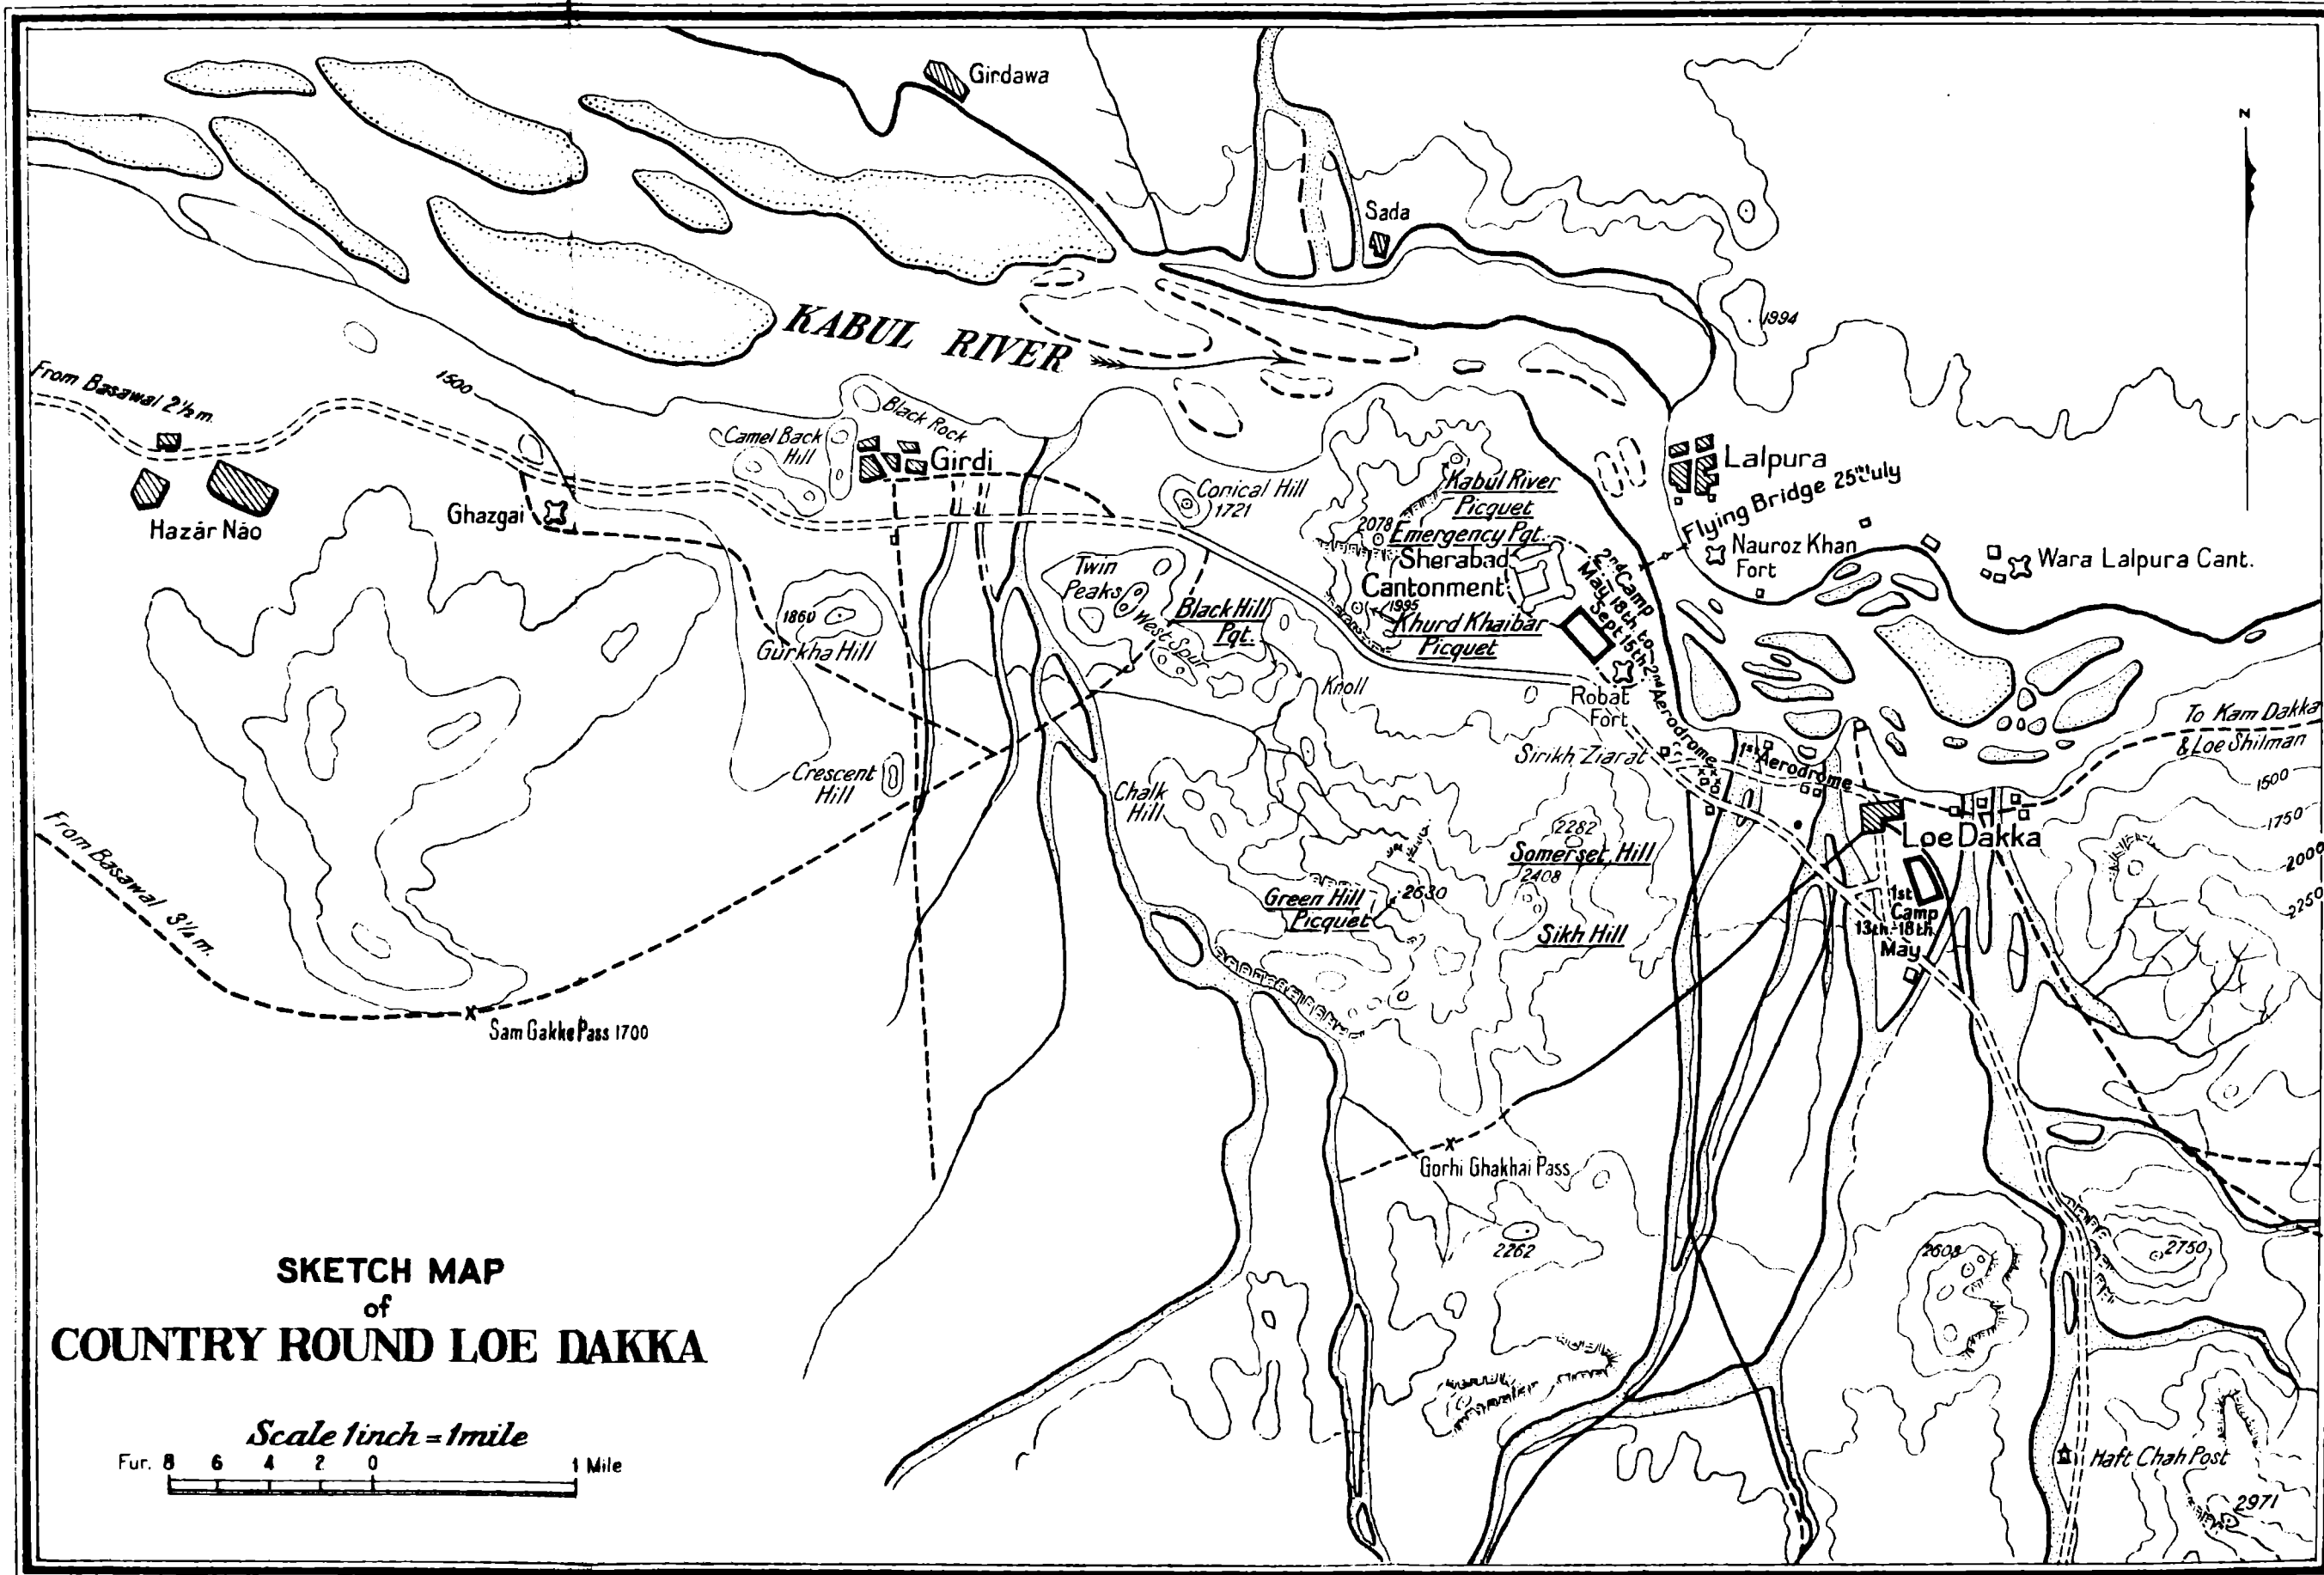 Girdawa
N
Sada
KABUL RIVER
1994
From Basawal 2½ m.
1500
Black Rock
Camel Back
Hill
Girdi
Lalpura
Flying Bridge 25th July
Conical Hill
1721
Kabul River
Picquet
2078
Emergency Pqt.
Hazár Náo
Ghazgai
Nauroz Khan
Fort
Wara Lalpura Cant.
Sherabad
Cantonment
2nd Camp
May 18th to
Sept 15th
Twin
Peaks
West Spur
Black Hill
Pqt.
1995
Khurd Khaibar
Picquet
1860
Gurkha Hill
Knoll
Robat
Fort
2nd Aerodrome
To Kam Dakka
& Loe Shilman
Sirikh Ziarat
1st Aerodrome
Crescent
Hill
Chalk
Hill
1500
1750
2000
2250
2282
Somerset Hill
2408
Loe Dakka
From Basawal 3¼ m.
Green Hill
Picquet
2630
Sikh Hill
1st
Camp
13th-18th
May
Sam Gakke Pass 1700
Gorhi Ghakhai Pass
2262
2608
2750
SKETCH MAP
of
COUNTRY ROUND LOE DAKKA
Scale 1 inch = 1 mile
Fur. 8 6 4 2 0 1 Mile
Haft Chah Post
2971